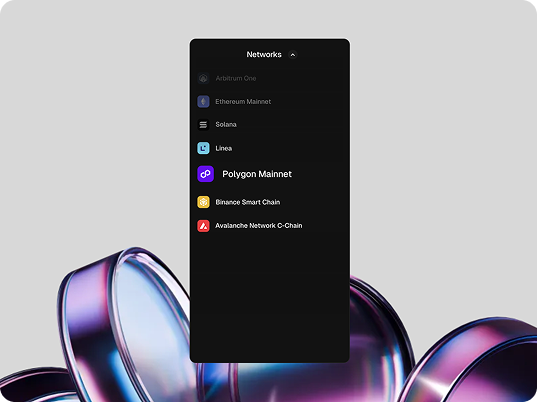 Networks
Arbitrum One
Ethereum Mainnet
Solana
Linea
Polygon Mainnet
Binance Smart Chain
Avalanche Network C-Chain